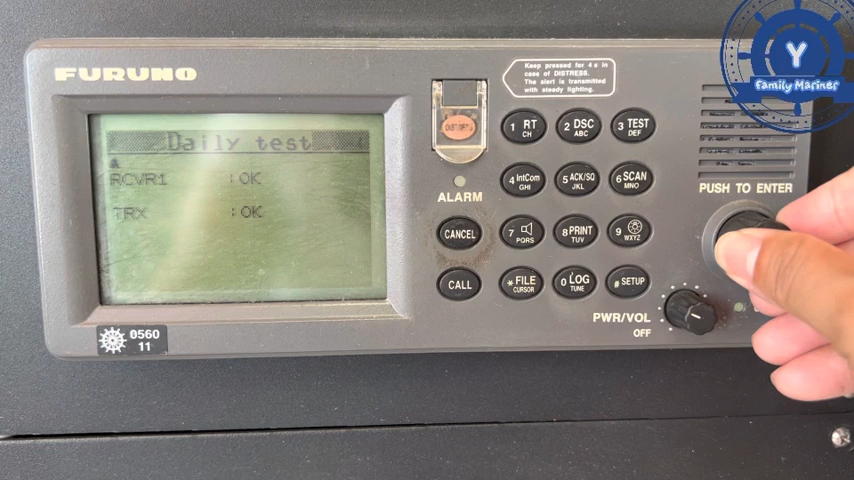 Y
Family Mariner
FURUNO
Keep pressed for 4 s in
case of DISTRESS.
The alert is transmitted
with steady lighting.
Daily test
RCVR1 :OK
TRX :OK
ALARM
CANCEL
CALL
1 RT
CH
2 DSC
ABC
3 TEST
DEF
4 IntCom
GHI
5 ACK/SQ
JKL
6 SCAN
MNO
7
PQRS
8 PRINT
TUV
9
WXYZ
* FILE
CURSOR
0 LOG
TUNE
# SETUP
PUSH TO ENTER
PWR/VOL
OFF
0560
11